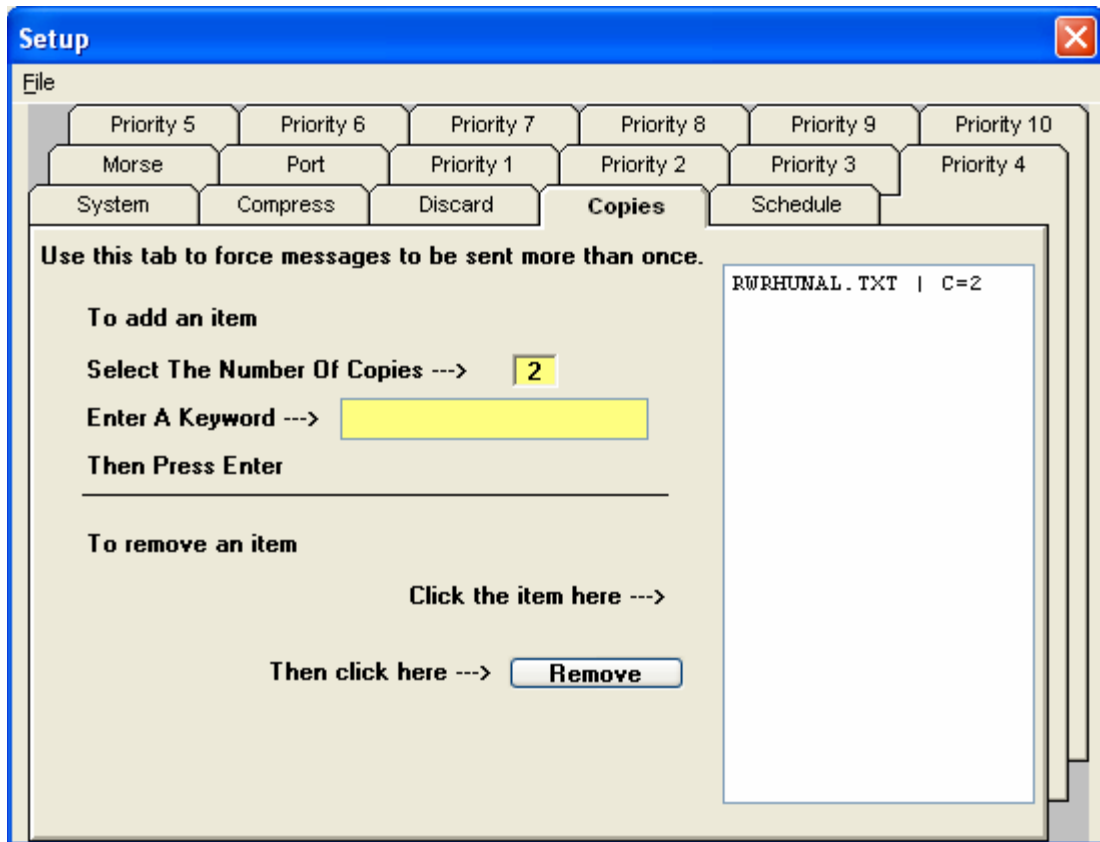 Setup
File
Priority 5 Priority 6 Priority 7 Priority 8 Priority 9 Priority 10
Morse Port Priority 1 Priority 2 Priority 3 Priority 4
System Compress Discard Copies Schedule
Use this tab to force messages to be sent more than once.
RWRHUNAL.TXT | C=2
To add an item
Select The Number Of Copies ---> 2
Enter A Keyword --->
Then Press Enter
To remove an item
Click the item here --->
Then click here ---> Remove